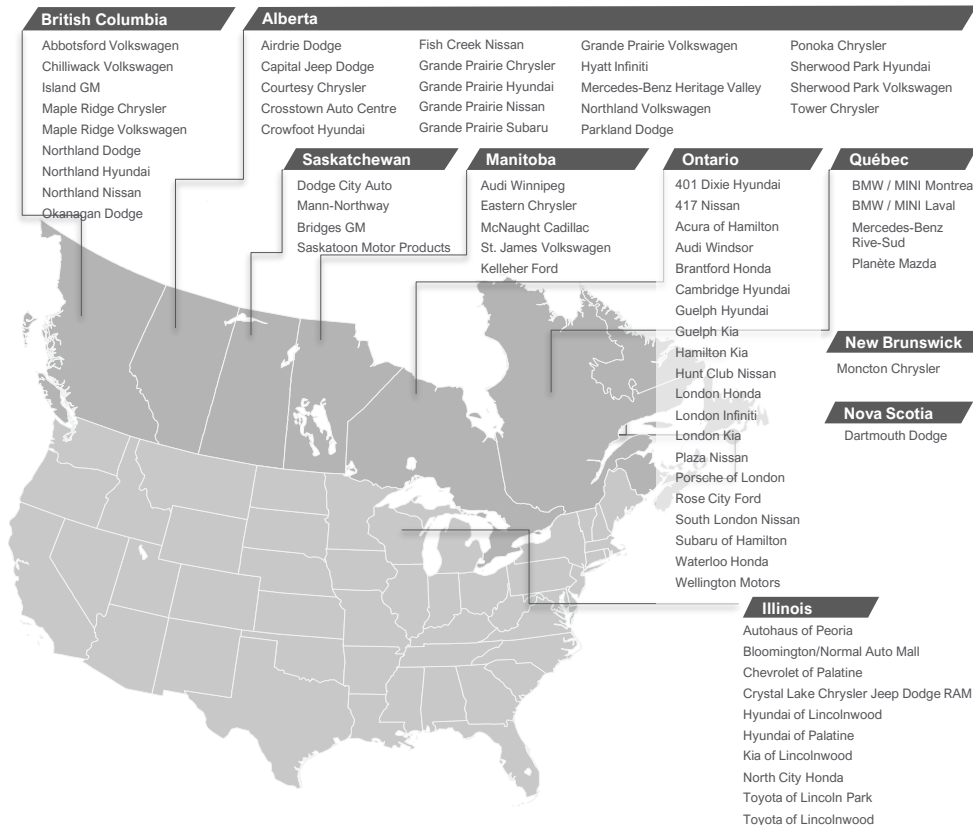 British Columbia
Abbotsford Volkswagen
Chilliwack Volkswagen
Island GM
Maple Ridge Chrysler
Maple Ridge Volkswagen
Northland Dodge
Northland Hyundai
Northland Nissan
Okanagan Dodge
Alberta
Airdrie Dodge
Capital Jeep Dodge
Courtesy Chrysler
Crosstown Auto Centre
Crowfoot Hyundai
Fish Creek Nissan
Grande Prairie Chrysler
Grande Prairie Hyundai
Grande Prairie Nissan
Grande Prairie Subaru
Grande Prairie Volkswagen
Hyatt Infiniti
Mercedes-Benz Heritage Valley
Northland Volkswagen
Parkland Dodge
Ponoka Chrysler
Sherwood Park Hyundai
Sherwood Park Volkswagen
Tower Chrysler
Saskatchewan
Dodge City Auto
Mann-Northway
Bridges GM
Saskatoon Motor Products
Manitoba
Audi Winnipeg
Eastern Chrysler
McNaught Cadillac
St. James Volkswagen
Kelleher Ford
Ontario
401 Dixie Hyundai
417 Nissan
Acura of Hamilton
Audi Windsor
Brantford Honda
Cambridge Hyundai
Guelph Hyundai
Guelph Kia
Hamilton Kia
Hunt Club Nissan
London Honda
London Infiniti
London Kia
Plaza Nissan
Porsche of London
Rose City Ford
South London Nissan
Subaru of Hamilton
Waterloo Honda
Wellington Motors
Québec
BMW / MINI Montrea
BMW / MINI Laval
Mercedes-Benz
Rive-Sud
Planète Mazda
New Brunswick
Moncton Chrysler
Nova Scotia
Dartmouth Dodge
Illinois
Autohaus of Peoria
Bloomington/Normal Auto Mall
Chevrolet of Palatine
Crystal Lake Chrysler Jeep Dodge RAM
Hyundai of Lincolnwood
Hyundai of Palatine
Kia of Lincolnwood
North City Honda
Toyota of Lincoln Park
Toyota of Lincolnwood